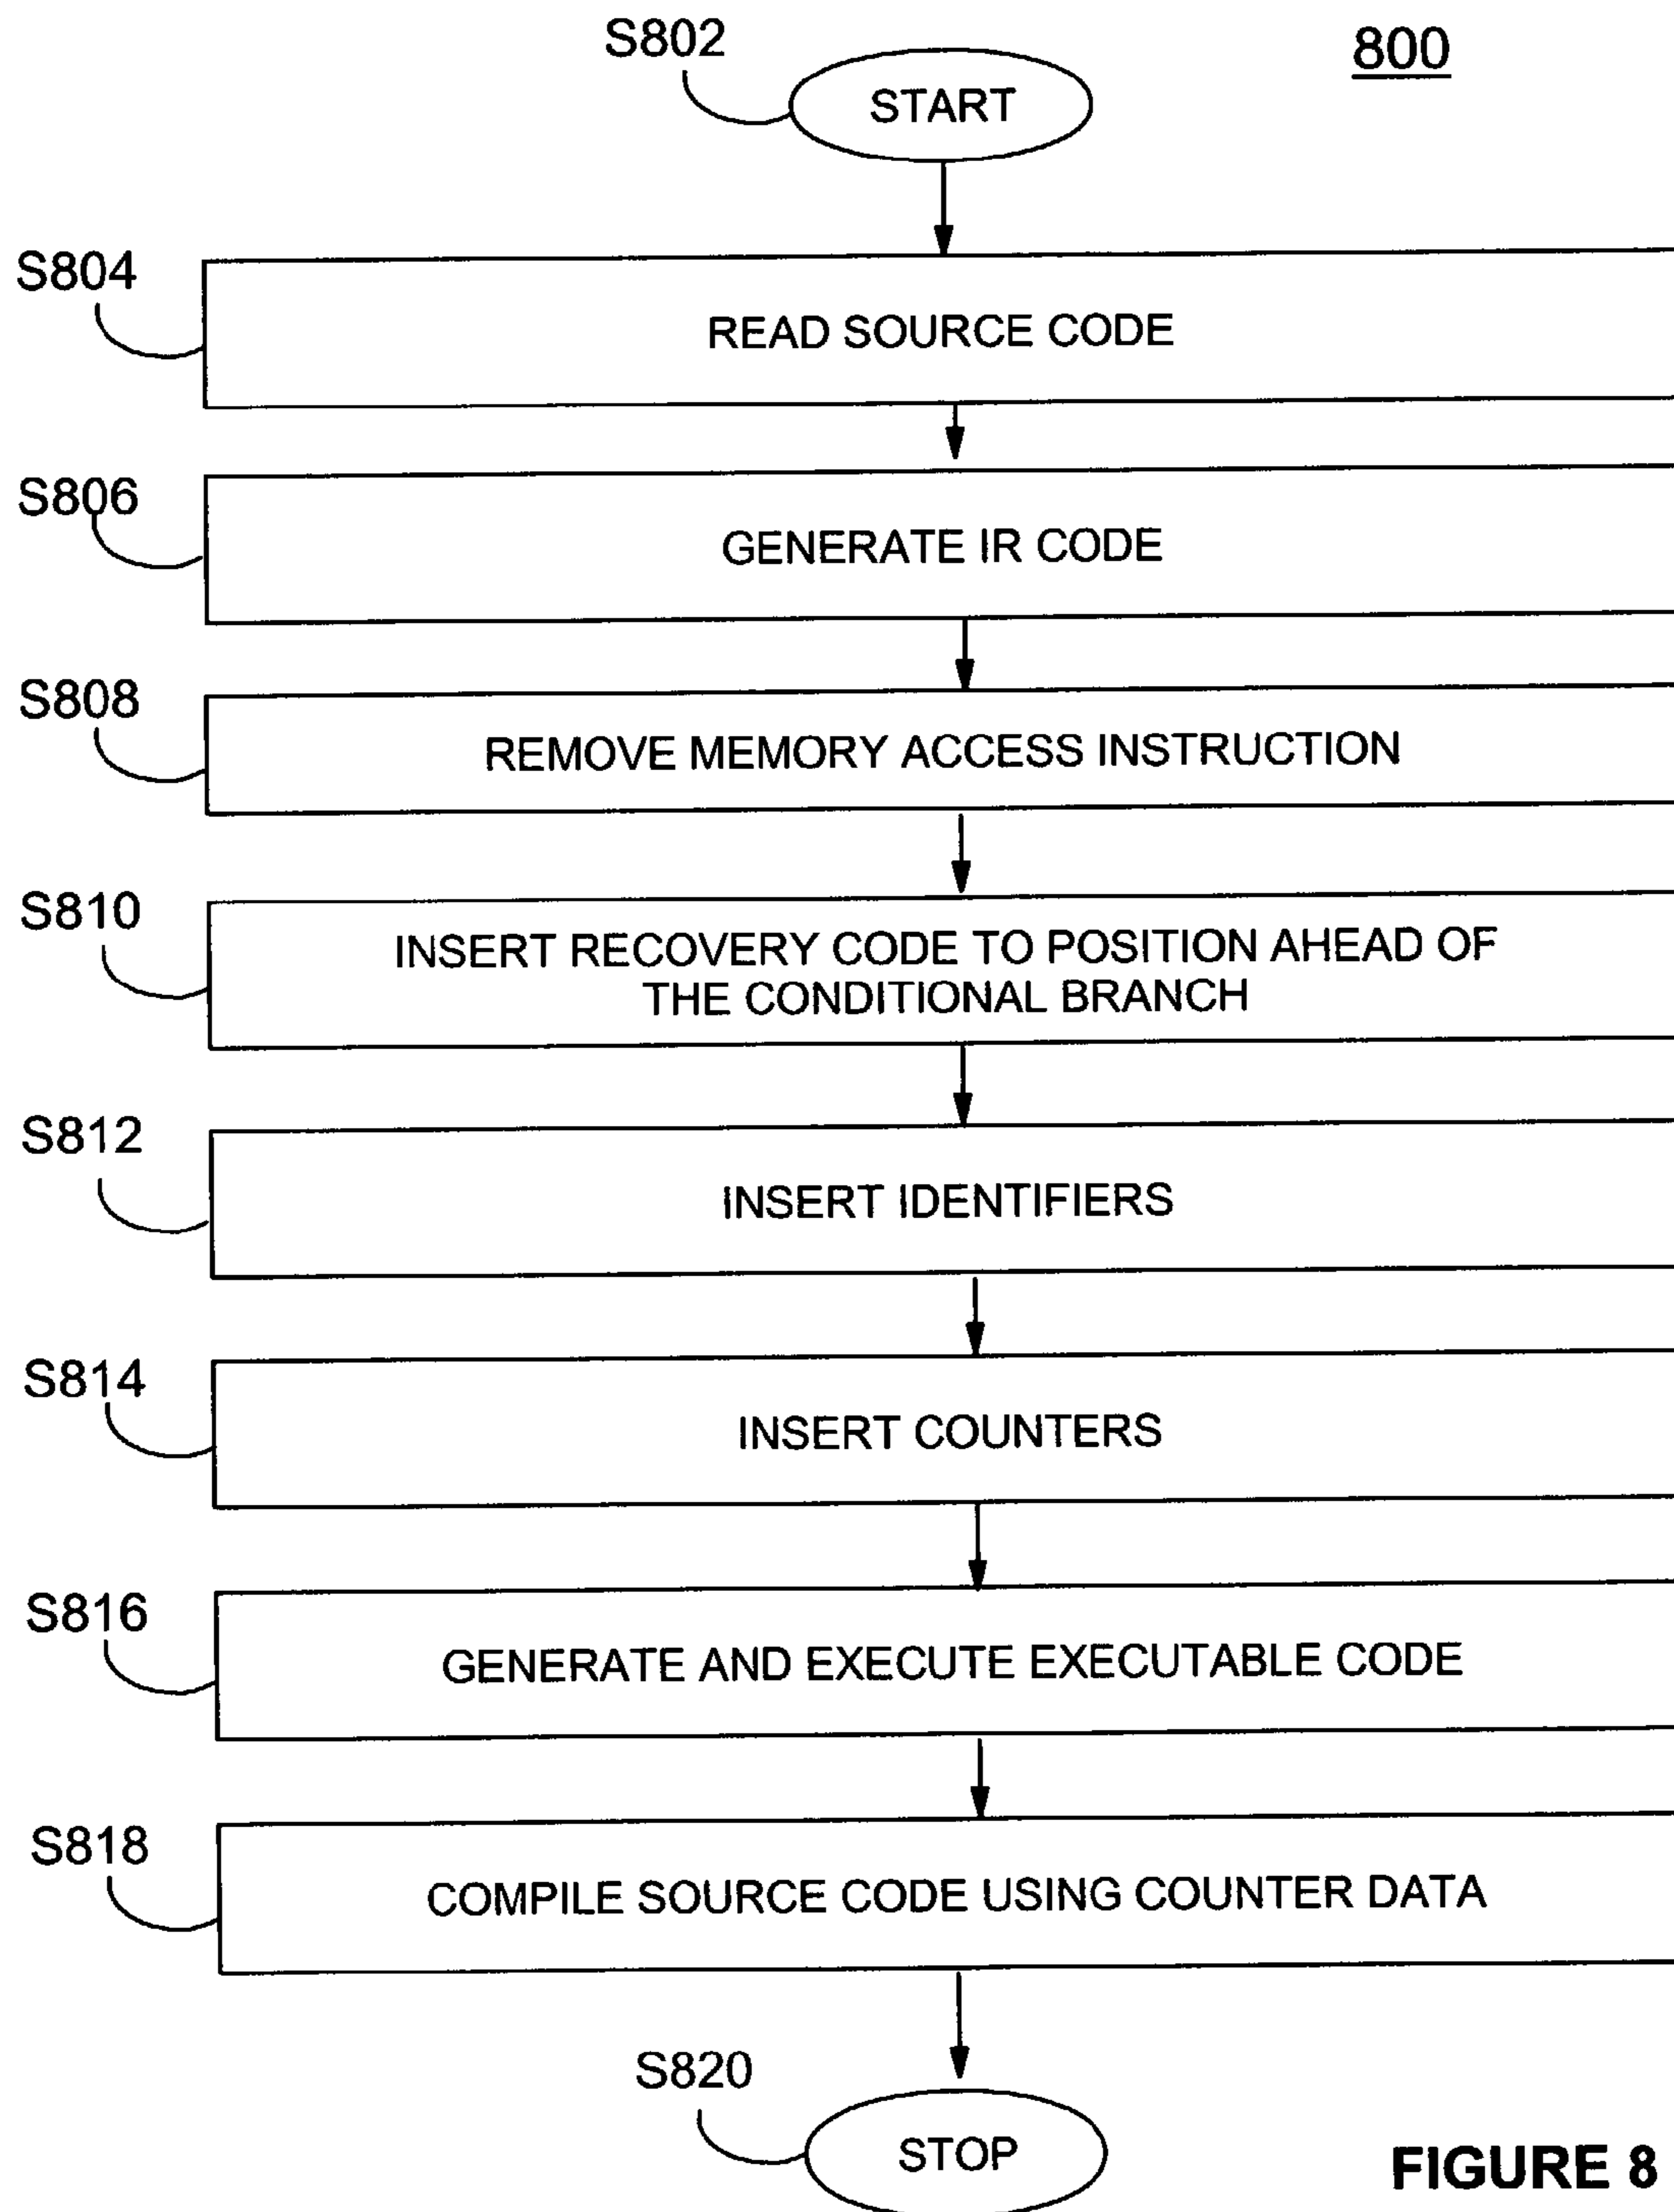 800
S802
START
S804
READ SOURCE CODE
S806
GENERATE IR CODE
S808
REMOVE MEMORY ACCESS INSTRUCTION
S810
INSERT RECOVERY CODE TO POSITION AHEAD OF
THE CONDITIONAL BRANCH
S812
INSERT IDENTIFIERS
S814
INSERT COUNTERS
S816
GENERATE AND EXECUTE EXECUTABLE CODE
S818
COMPILE SOURCE CODE USING COUNTER DATA
S820
STOP
FIGURE 8